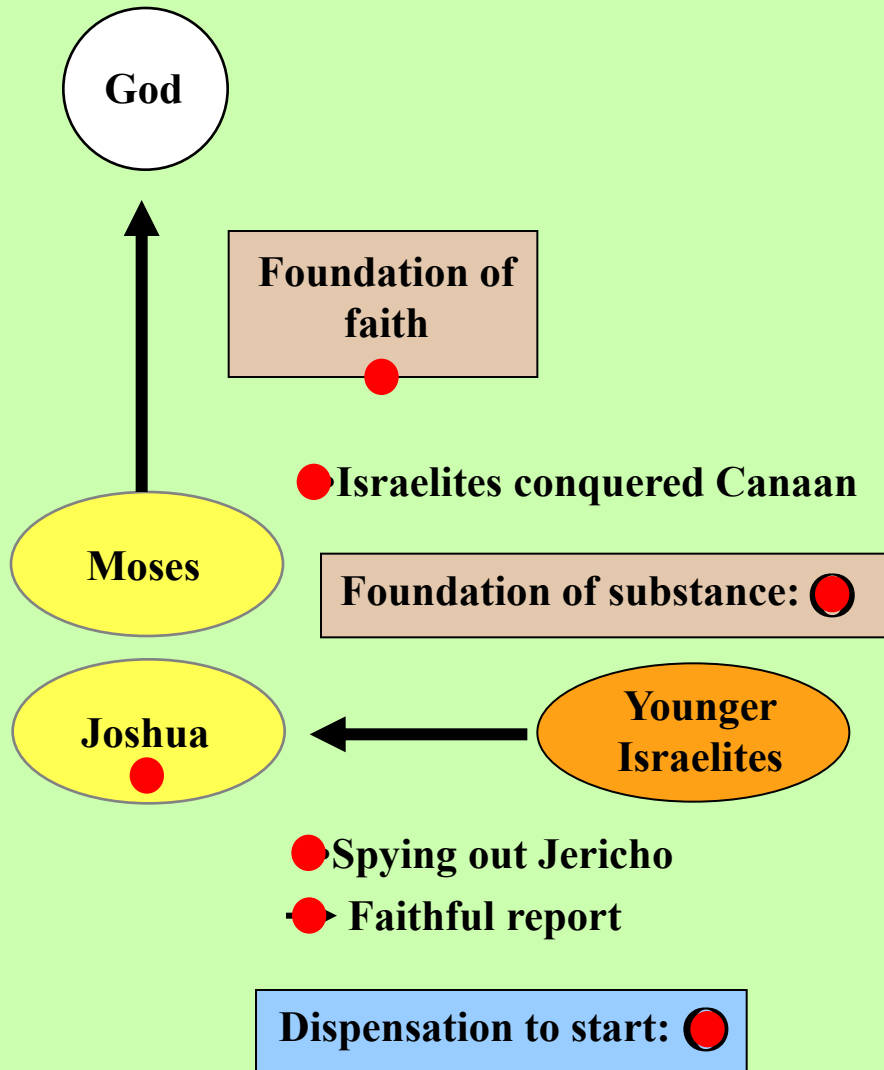 God
Foundation of
faith
Israelites conquered Canaan
Moses
Foundation of substance:
Joshua
Younger
Israelites
Spying out Jericho
Faithful report
Dispensation to start: